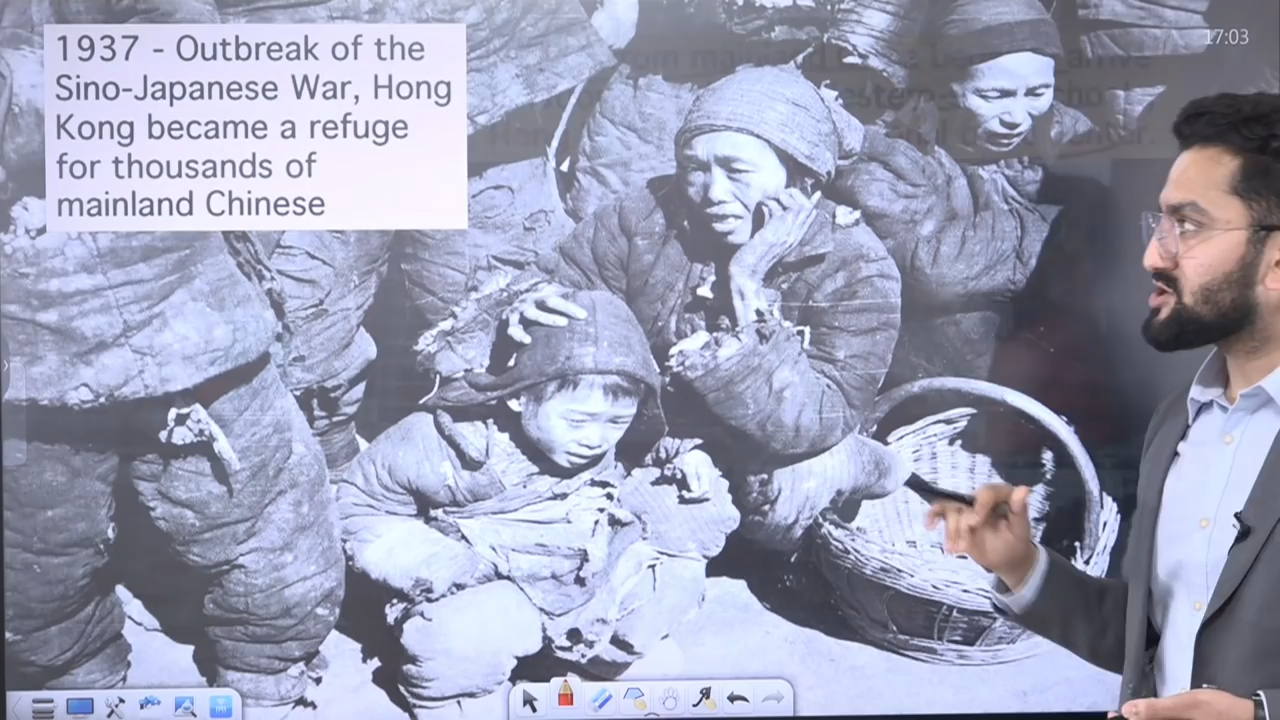 1937 - Outbreak of the
Sino-Japanese War, Hong
Kong became a refuge
for thousands of
mainland Chinese
17:03